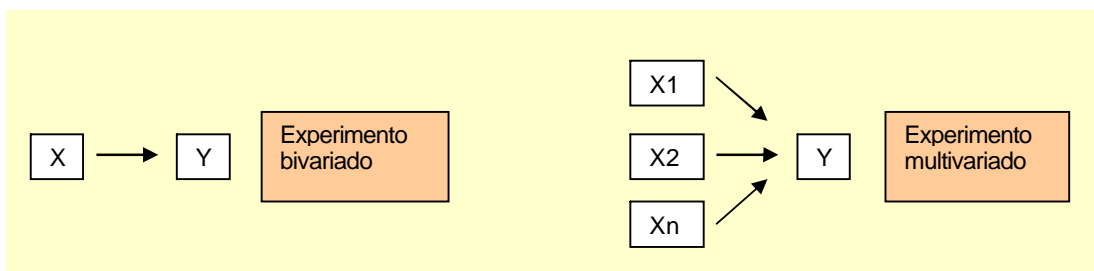 X
Y
Experimento
bivariado
X1
X2
Xn
Y
Experimento
multivariado